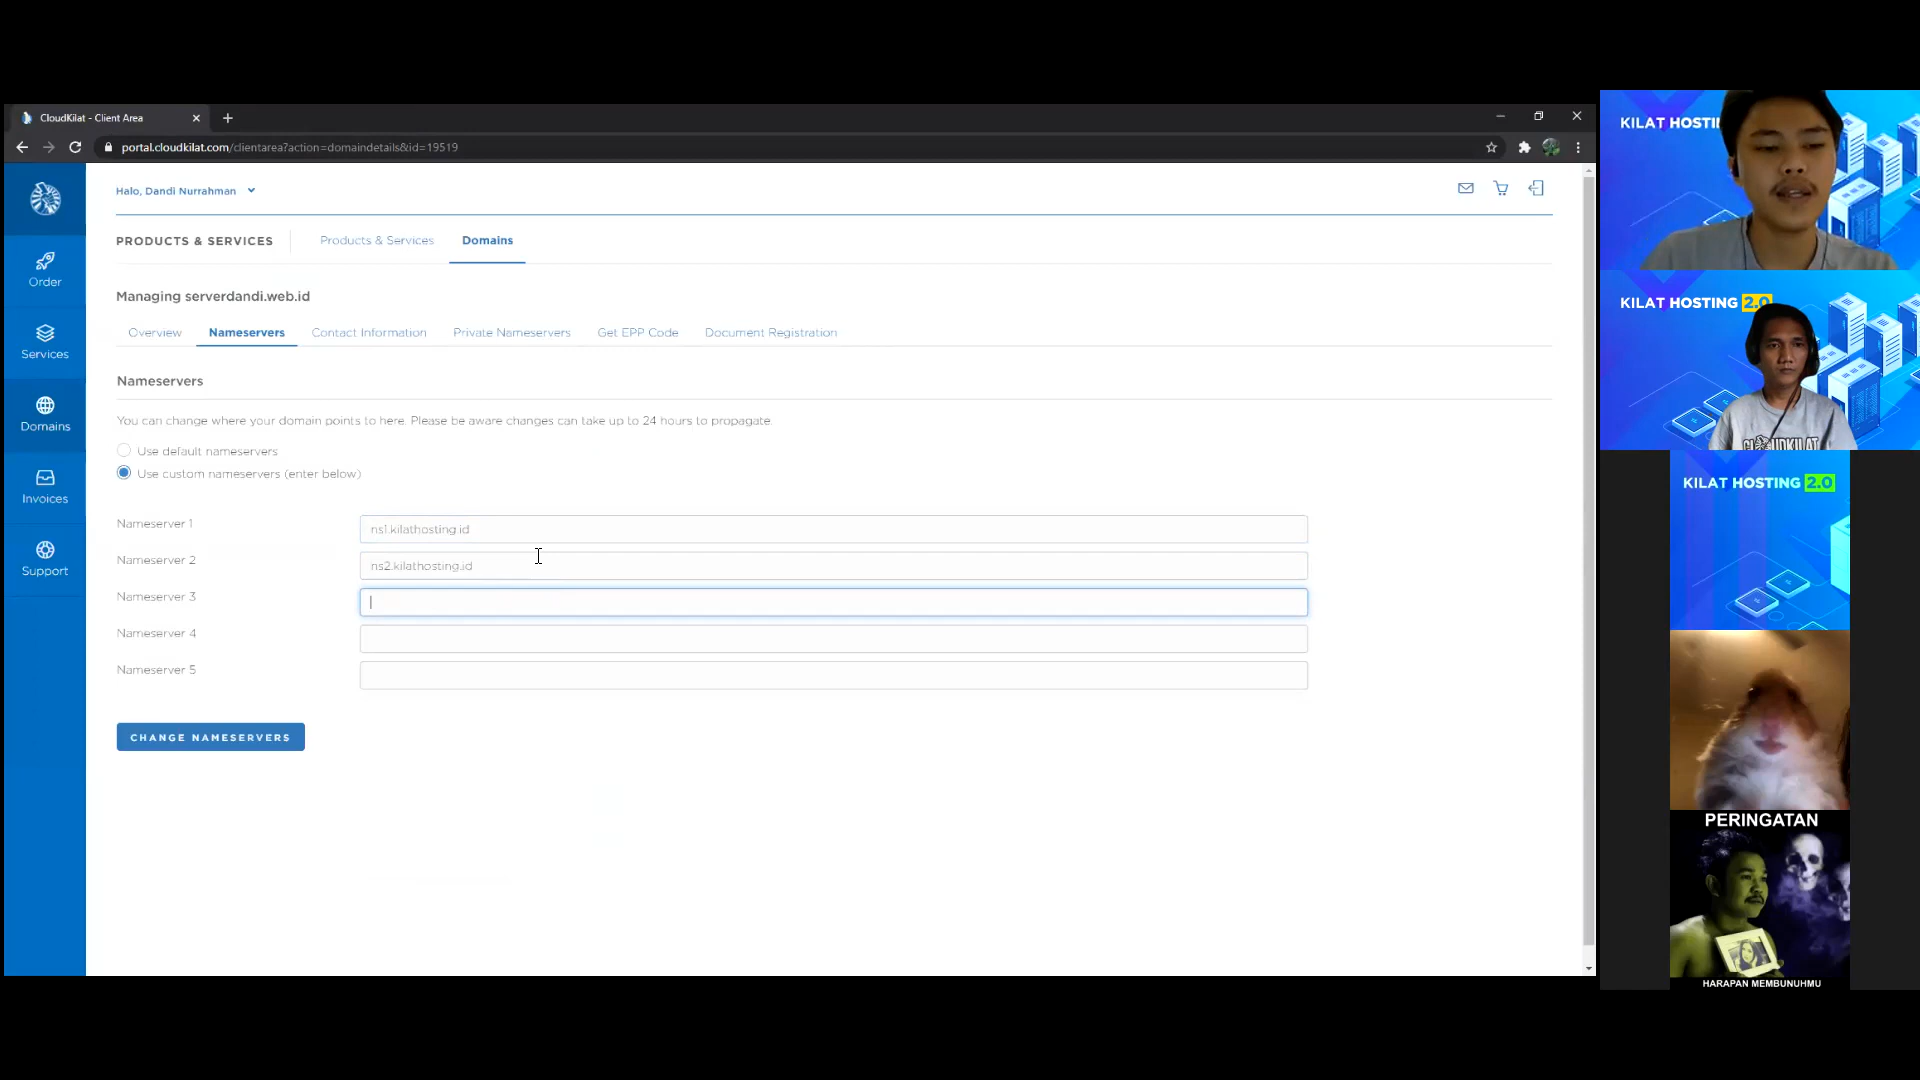 CloudKilat - Client Area
portal.cloudkilat.com/clientarea?action=domaindetails&id=19519
Halo, Dandi Nurrahman
PRODUCTS & SERVICES
Products & Services
Domains
Order
Services
Domains
Invoices
Support
Managing serverdandi.web.id
Overview
Nameservers
Contact Information
Private Nameservers
Get EPP Code
Document Registration
Nameservers
You can change where your domain points to here. Please be aware changes can take up to 24 hours to propagate.
Use default nameservers
Use custom nameservers (enter below)
Nameserver 1
ns1.kilathosting.id
Nameserver 2
ns2.kilathosting.id
Nameserver 3
Nameserver 4
Nameserver 5
CHANGE NAMESERVERS
KILAT HOSTIN
KILAT HOSTING 2.0
CLOUDKILAT
KILAT HOSTING 2.0
PERINGATAN
HARAPAN MEMBUNUHMU